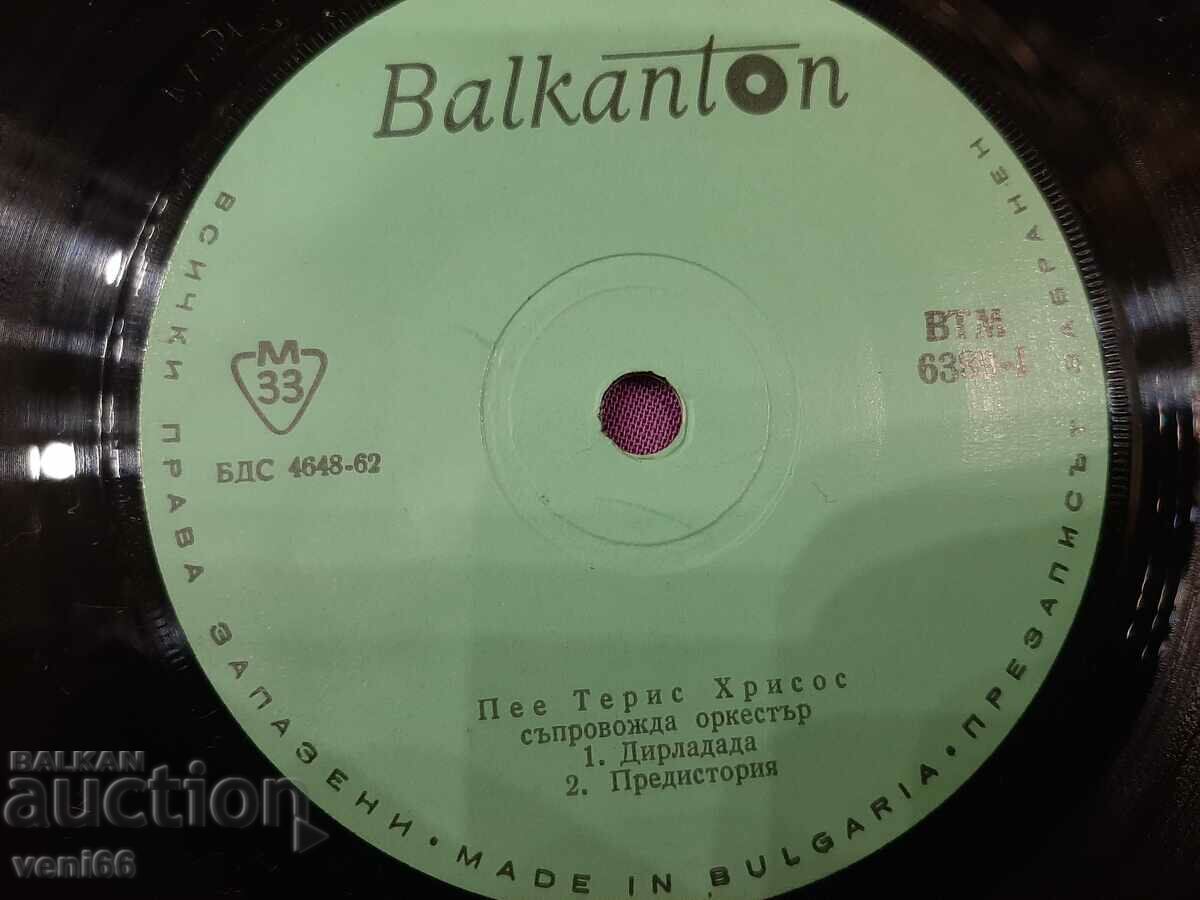 Balkanton
ВСИЧКИ ПРАВА ЗАПАЗЕНИ • MADE IN BULGARIA • ПРЕЗАПИСЪТ ЗАБРАНЕН
М
33
БДС 4648-62
ВТМ
Пее Терис Хрисос
съпровожда оркестър
1. Дирладада
2. Предистория
BALKAN
auction
veni66